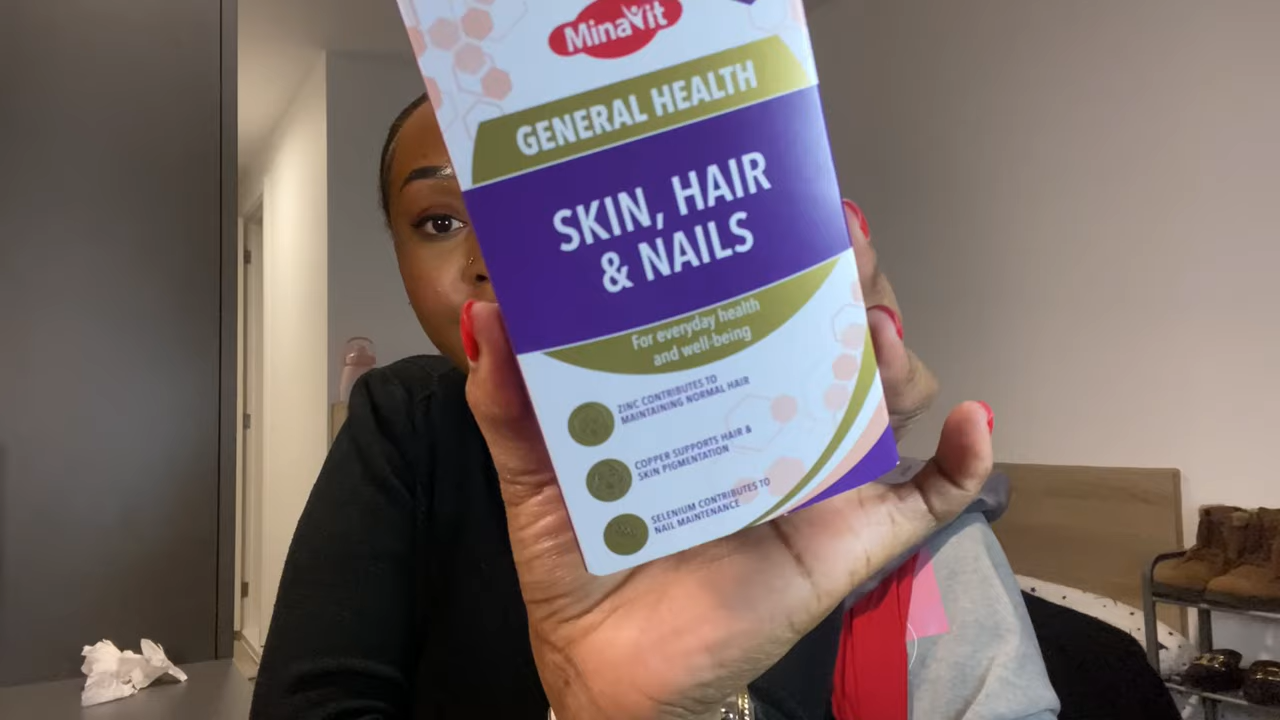 MinaVit
GENERAL HEALTH
SKIN, HAIR
& NAILS
For everyday health
and well-being
ZINC CONTRIBUTES TO
MAINTAINING NORMAL HAIR
COPPER SUPPORTS HAIR &
SKIN PIGMENTATION
SELENIUM CONTRIBUTES TO
NAIL MAINTENANCE